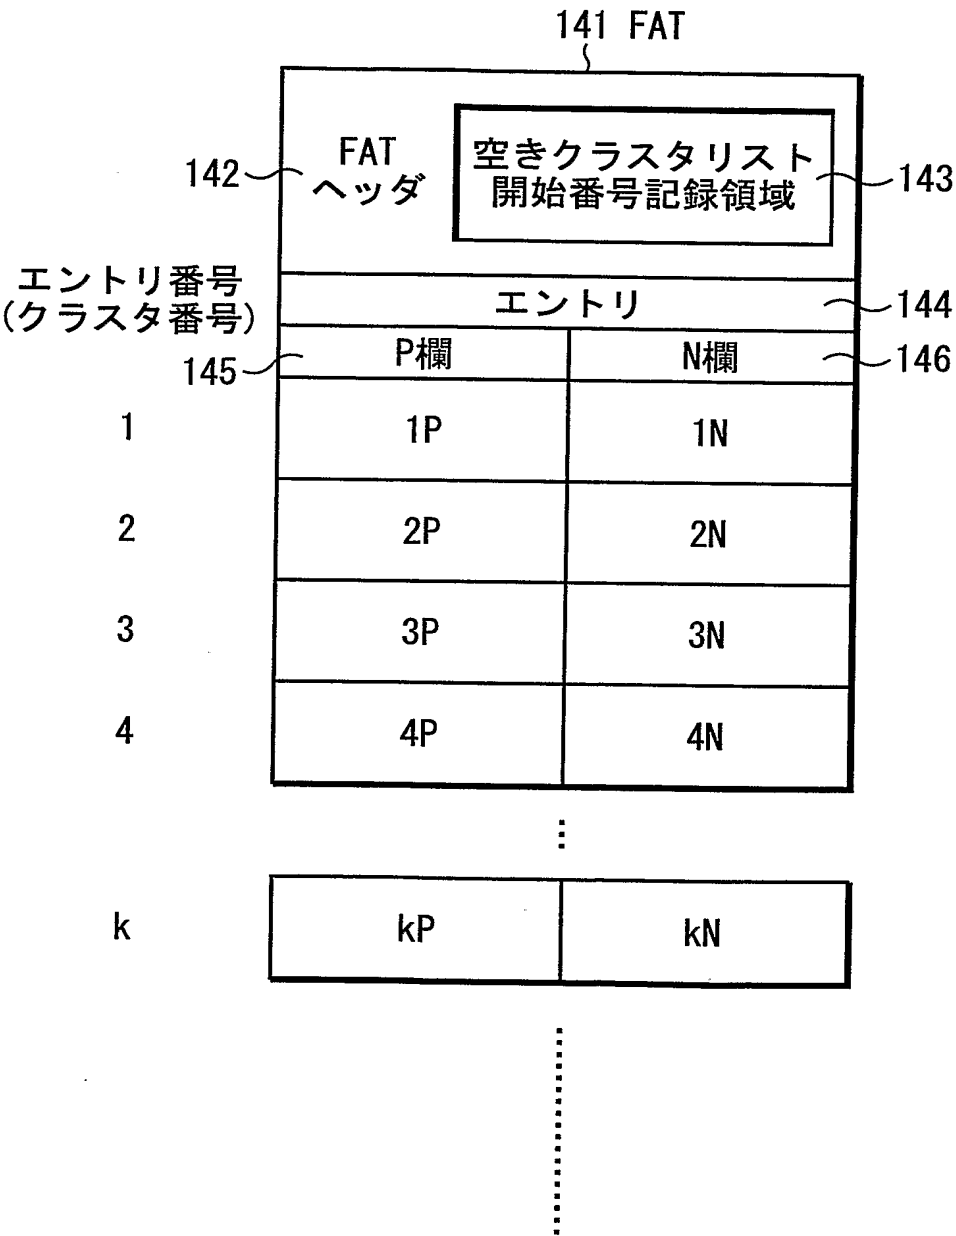 141 FAT
142
FAT
ヘッダ
空きクラスタリスト
開始番号記録領域
143
エントリ番号
(クラスタ番号)
エントリ
144
145
P欄
N欄
146
1
1P
1N
2
2P
2N
3
3P
3N
4
4P
4N
k
kP
kN